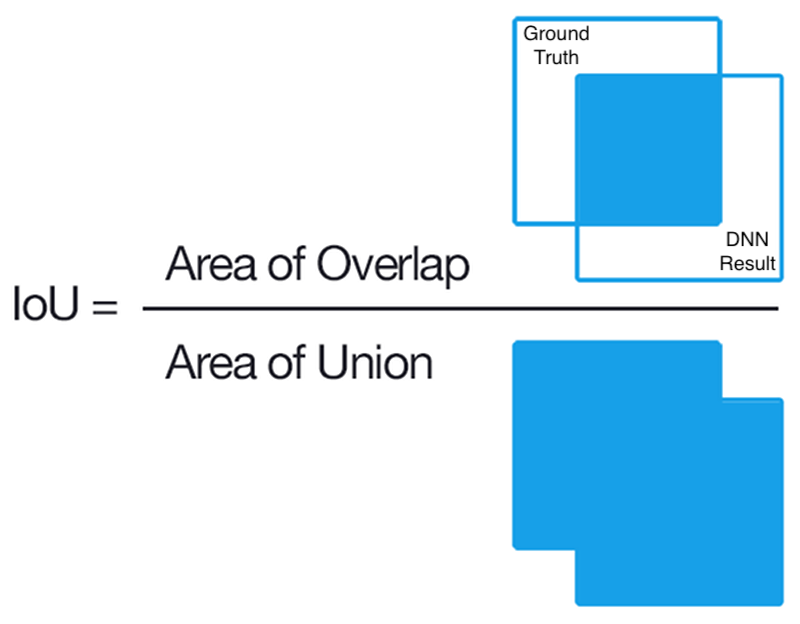 Ground
Truth
DNN
Result
Area of Overlap
IoU =
Area of Union